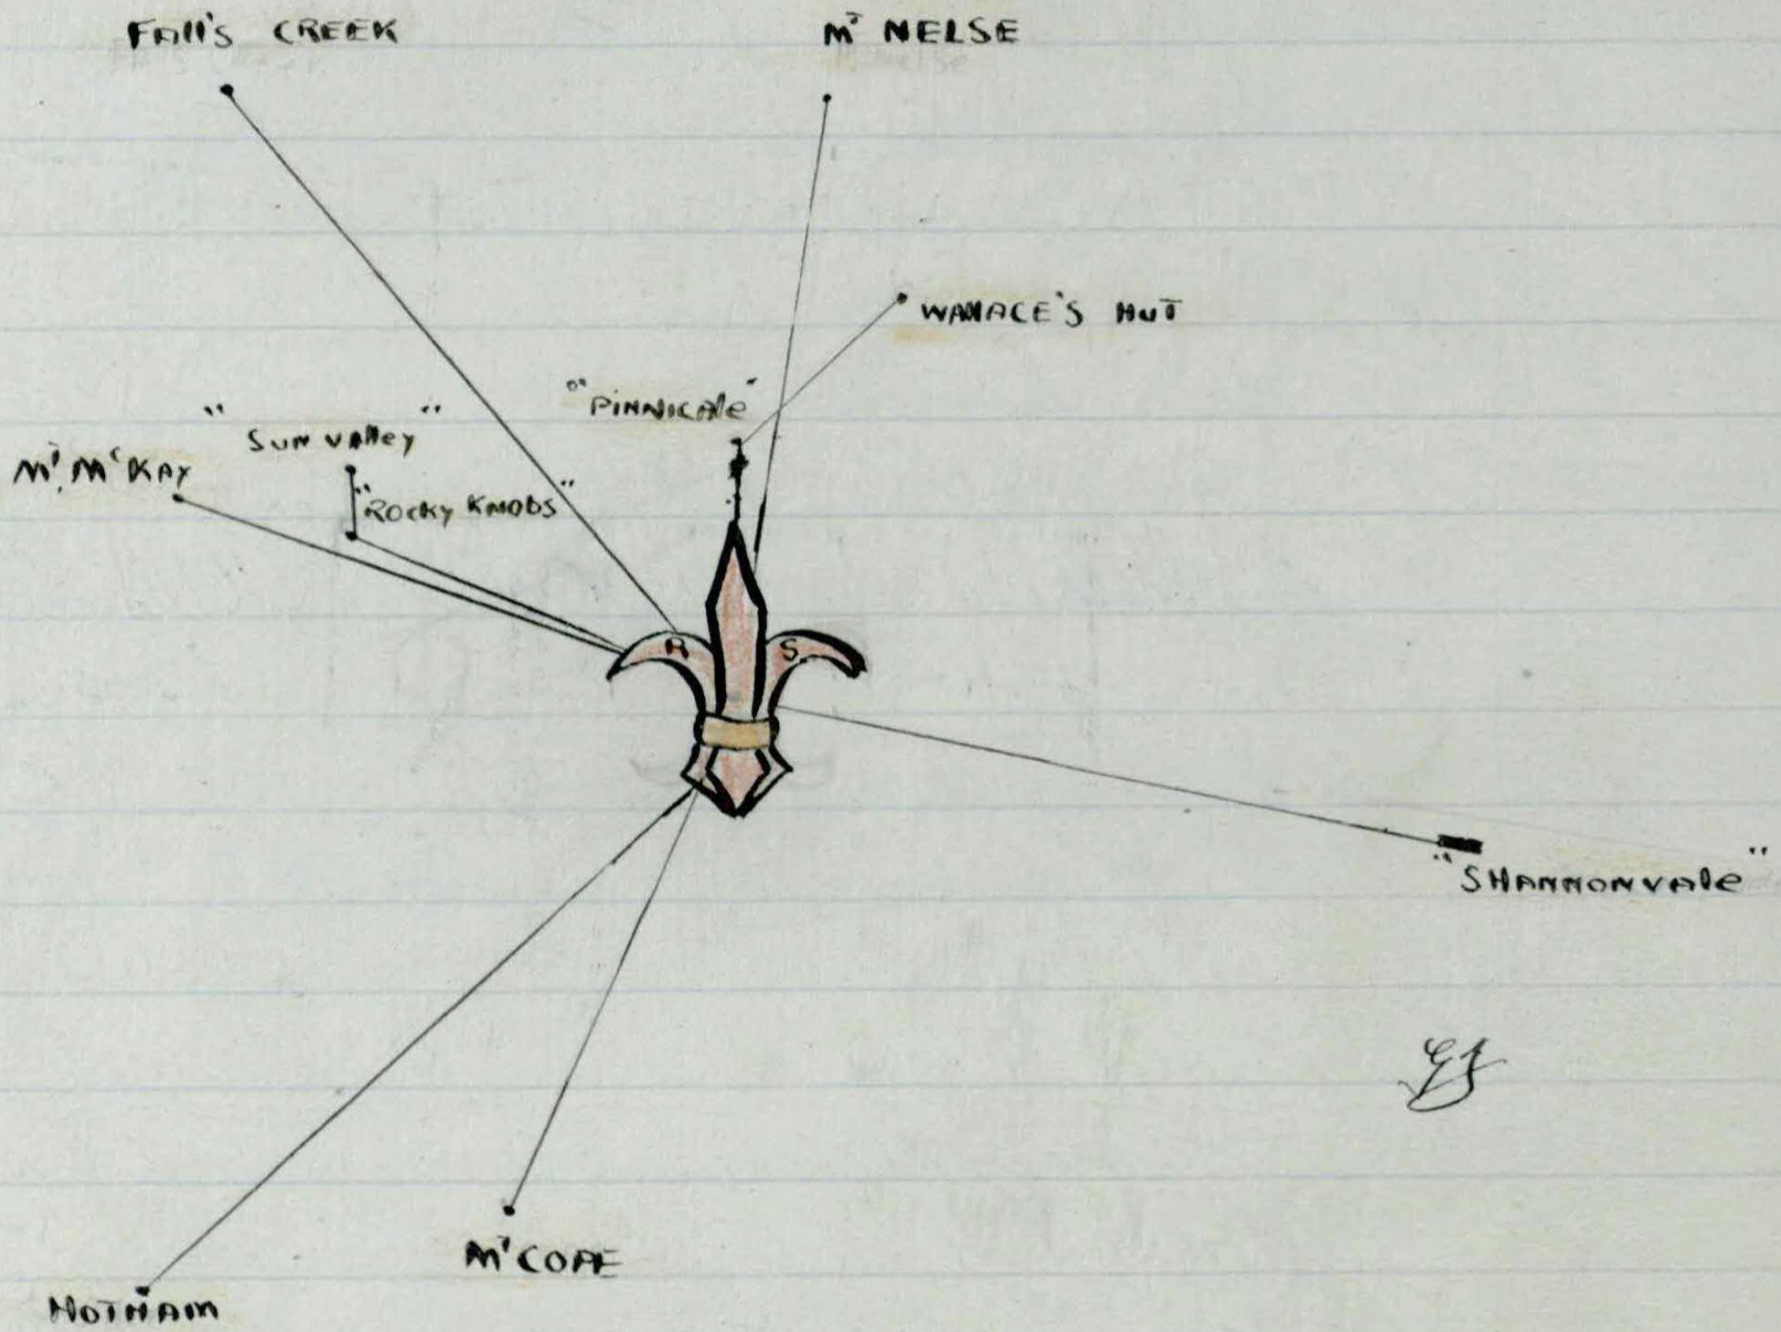 FAll'S CREEK
MT NELSE
WAllACE'S HUT
"PiNNiCAle"
"SUN VAlley"
MT. McKAY
"ROCKY KNOBS"
R S
"SHANNONVAle"
MT COPE
HOTHAM